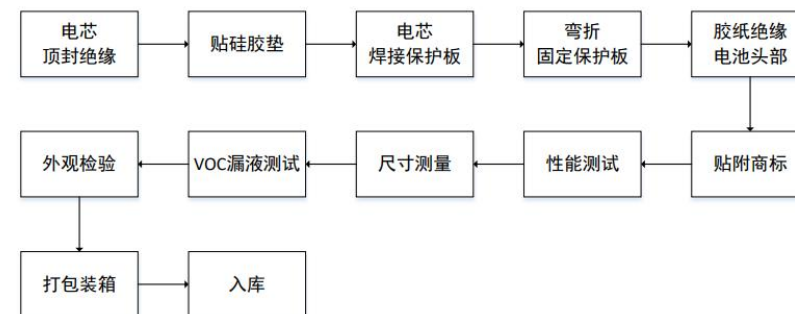 电芯
顶封绝缘
贴硅胶垫
电芯
焊接保护板
弯折
固定保护板
胶纸绝缘
电池头部
贴附商标
性能测试
尺寸测量
VOC漏液测试
外观检验
打包装箱
入库